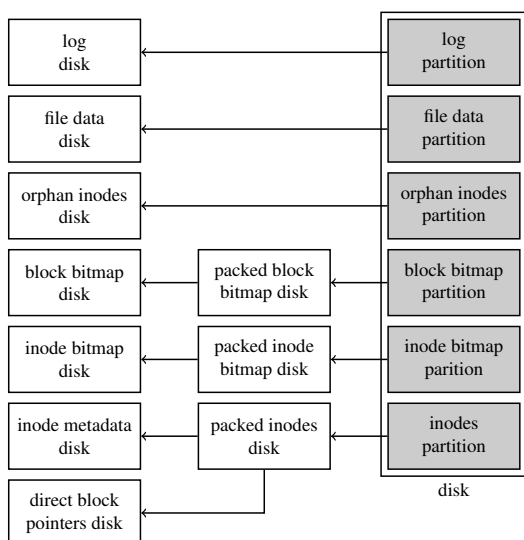 log
disk
log
partition
file data
disk
file data
partition
orphan inodes
disk
orphan inodes
partition
block bitmap
disk
packed block
bitmap disk
block bitmap
partition
inode bitmap
disk
packed inode
bitmap disk
inode bitmap
parition
inode metadata
disk
packed inodes
disk
inodes
partition
disk
direct block
pointers disk